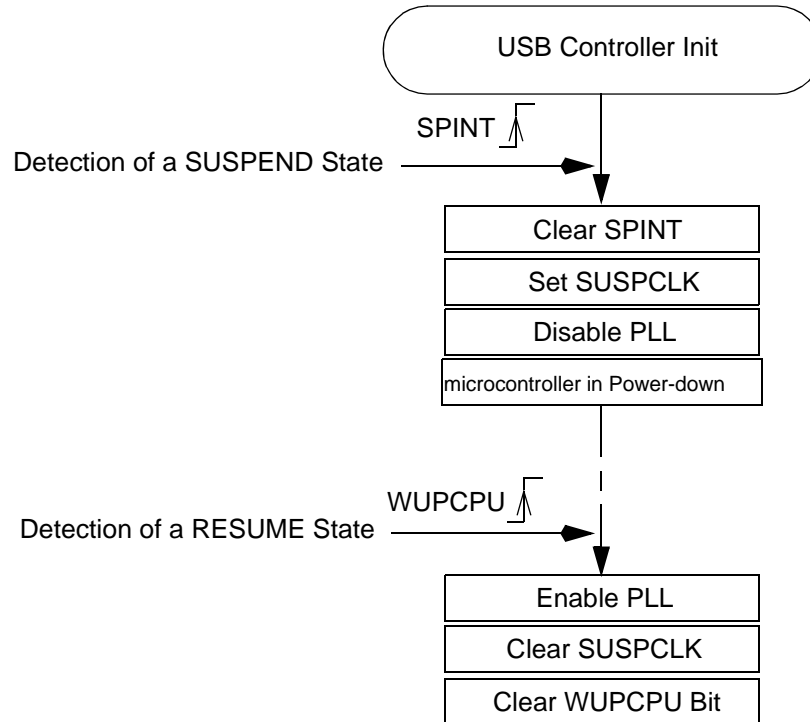 USB Controller Init
SPINT
Detection of a SUSPEND State
Clear SPINT
Set SUSPCLK
Disable PLL
microcontroller in Power-down
WUPCPU
Detection of a RESUME State
Enable PLL
Clear SUSPCLK
Clear WUPCPU Bit